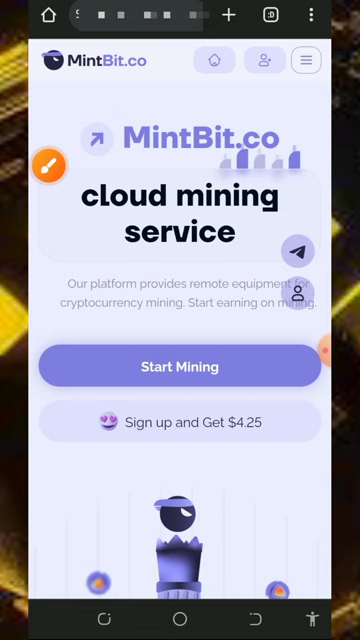 MintBit.co
MintBit.co
cloud mining
service
Our platform provides remote equipment for
cryptocurrency mining. Start earning on mining.
Start Mining
Sign up and Get $4.25